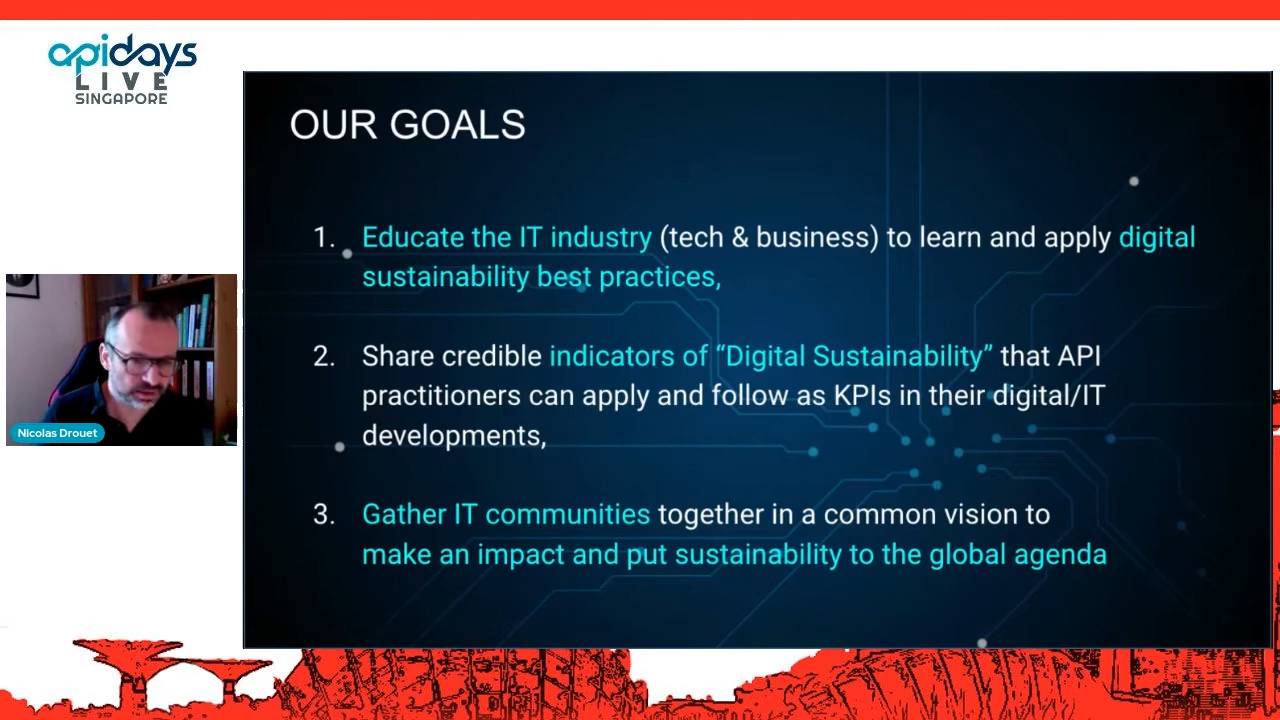 apidays
LIVE
SINGAPORE
OUR GOALS
1. Educate the IT industry (tech & business) to learn and apply digital
sustainability best practices,
2. Share credible indicators of “Digital Sustainability” that API
practitioners can apply and follow as KPIs in their digital/IT
developments,
3. Gather IT communities together in a common vision to
make an impact and put sustainability to the global agenda
Nicolas Drouet